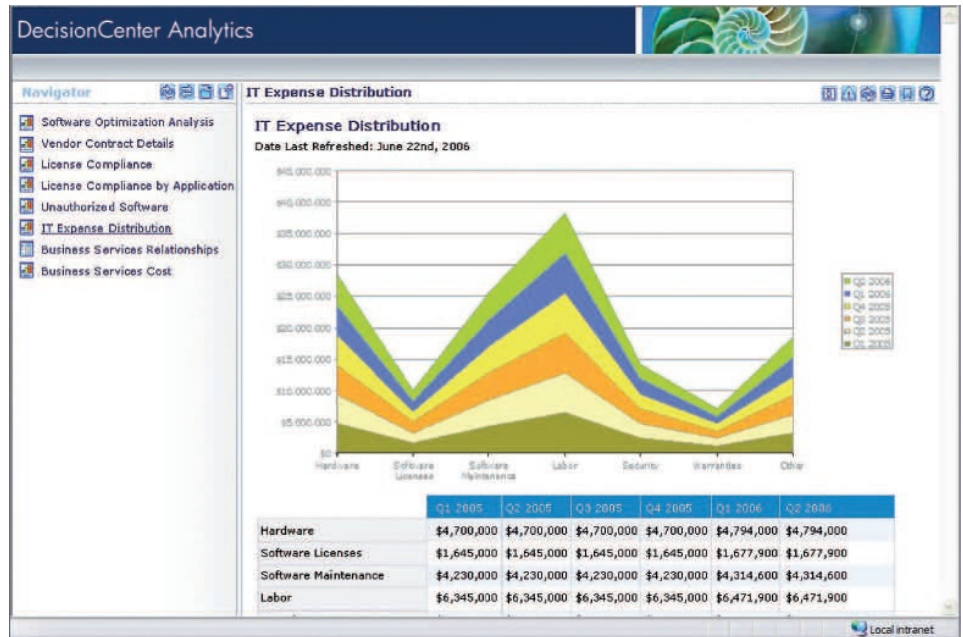 DecisionCenter Analytics
Navigator
Software Optimization Analysis
Vendor Contract Details
License Compliance
License Compliance by Application
Unauthorized Software
IT Expense Distribution
Business Services Relationships
Business Services Cost
IT Expense Distribution
IT Expense Distribution
Date Last Refreshed: June 22nd, 2006
$45,000,000
$40,000,000
$35,000,000
$30,000,000
$25,000,000
$20,000,000
$15,000,000
$10,000,000
$5,000,000
$0
Hardware Software Licenses Software Maintenance Labor Security Warranties Other
Q2 2006
Q1 2006
Q4 2005
Q3 2005
Q2 2005
Q1 2005
Q1 2005 Q2 2005 Q3 2005 Q4 2005 Q1 2006 Q2 2006
Hardware $4,700,000 $4,700,000 $4,700,000 $4,700,000 $4,794,000 $4,794,000
Software Licenses $1,645,000 $1,645,000 $1,645,000 $1,645,000 $1,677,900 $1,677,900
Software Maintenance $4,230,000 $4,230,000 $4,230,000 $4,230,000 $4,314,600 $4,314,600
Labor $6,345,000 $6,345,000 $6,345,000 $6,345,000 $6,471,900 $6,471,900
Local intranet